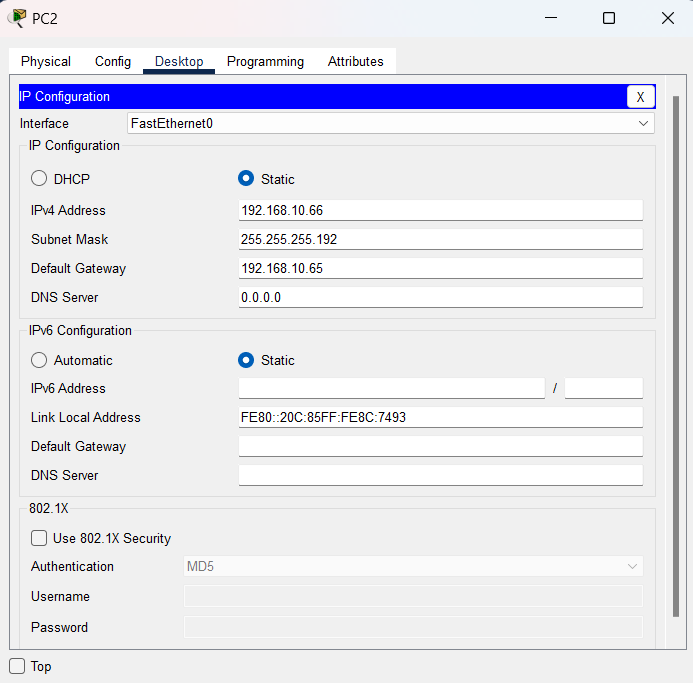 PC2
Physical Config Desktop Programming Attributes
IP Configuration X
Interface FastEthernet0
IP Configuration
DHCP Static
IPv4 Address 192.168.10.66
Subnet Mask 255.255.255.192
Default Gateway 192.168.10.65
DNS Server 0.0.0.0
IPv6 Configuration
Automatic Static
IPv6 Address /
Link Local Address FE80::20C:85FF:FE8C:7493
Default Gateway
DNS Server
802.1X
Use 802.1X Security
Authentication MD5
Username
Password
Top